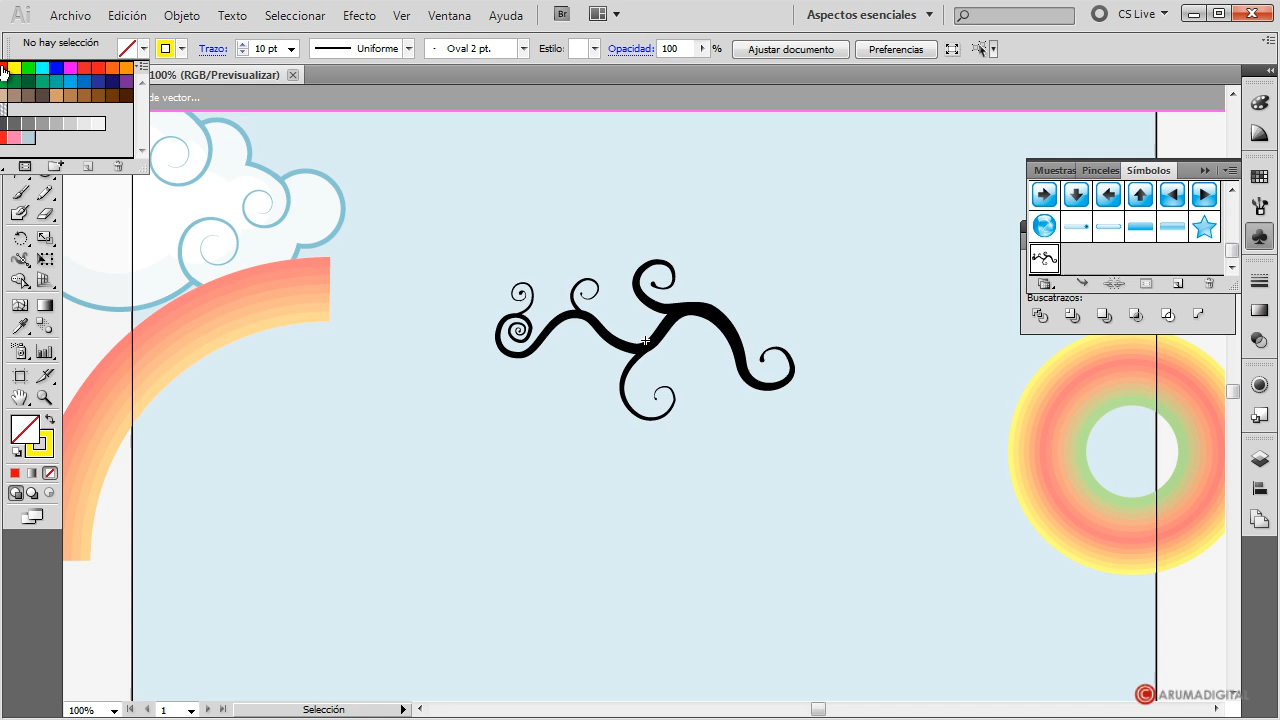 Ai Archivo Edición Objeto Texto Seleccionar Efecto Ver Ventana Ayuda Br Aspectos esenciales CS Live
No hay selección Trazo: 10 pt Uniforme Oval 2 pt. Estilo: Opacidad: 100 % Ajustar documento Preferencias
100% (RGB/Previsualizar)
de vector...
Muestras Pinceles Símbolos
Buscatrazos:
100% 1 Selección
C ARUMADIGITAL